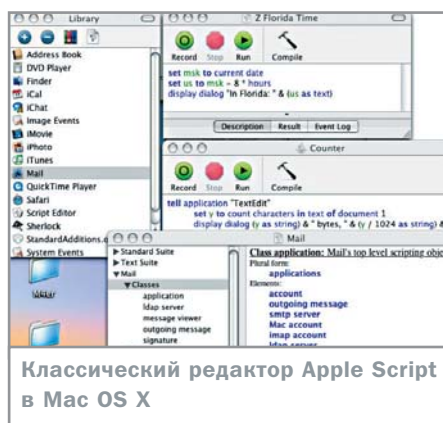 Library
Address Book
DVD Player
Finder
iCal
iChat
Image Events
iMovie
iPhoto
iTunes
Mail
QuickTime Player
Safari
Script Editor
Sherlock
StandardAdditions.o
System Events
Z Florida Time
Record Stop Run Compile
set msk to current date
set us to msk - 8 * hours
display dialog "In Florida: " & (us as text)
Description Result Event Log
Counter
Record Stop Run Compile
tell application "TextEdit"
set y to count characters in text of document 1
display dialog (y as string) & " bytes, " & (y / 1024 as string) &
Mail
Standard Suite
Text Suite
Mail
Classes
application
ldap server
message viewer
outgoing message
signature
Class application: Mail's top level scripting obje
Plural form:
applications
Elements:
account
outgoing message
smtp server
Mac account
imap account
ldap server
Классический редактор Apple Script
в Mac OS X